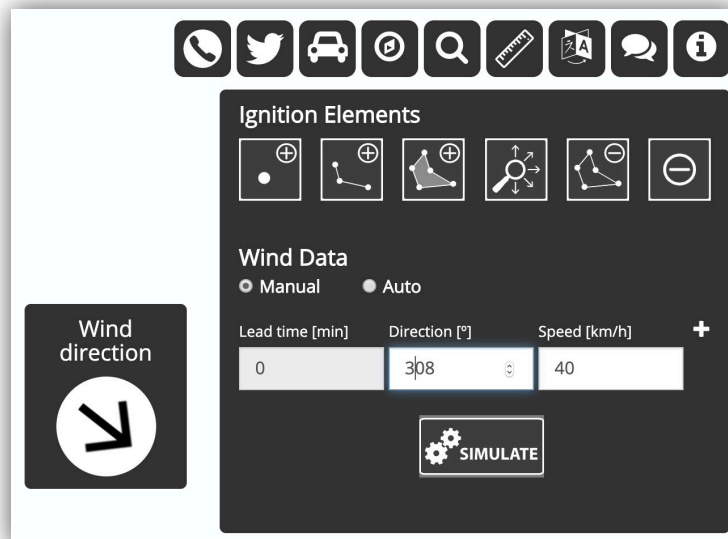 A
Ignition Elements
Wind Data
Manual Auto
Wind
direction
Lead time [min] Direction [º] Speed [km/h]
0 308 40
SIMULATE